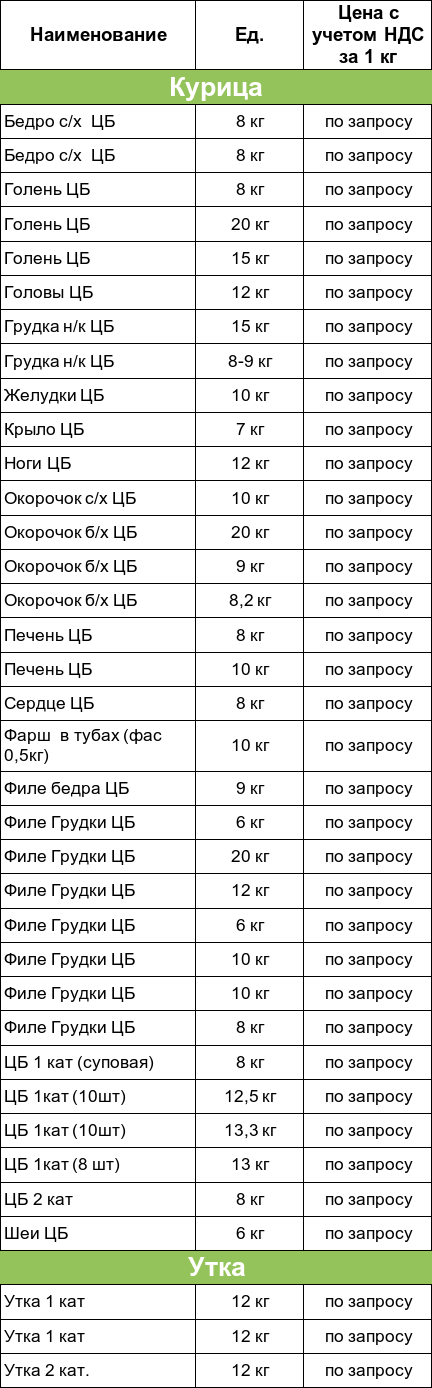 Наименование Ед. Цена с учетом НДС за 1 кг
Курица
Бедро с/х  ЦБ 8 кг по запросу
Бедро с/х  ЦБ 8 кг по запросу
Голень ЦБ 8 кг по запросу
Голень ЦБ 20 кг по запросу
Голень ЦБ 15 кг по запросу
Головы ЦБ 12 кг по запросу
Грудка н/к ЦБ 15 кг по запросу
Грудка н/к ЦБ 8-9 кг по запросу
Желудки ЦБ 10 кг по запросу
Крыло ЦБ 7 кг по запросу
Ноги ЦБ 12 кг по запросу
Окорочок с/х ЦБ 10 кг по запросу
Окорочок б/х ЦБ 20 кг по запросу
Окорочок б/х ЦБ 9 кг по запросу
Окорочок б/х ЦБ 8,2 кг по запросу
Печень ЦБ 8 кг по запросу
Печень ЦБ 10 кг по запросу
Сердце ЦБ 8 кг по запросу
Фарш  в тубах (фас 0,5кг) 10 кг по запросу
Филе бедра ЦБ 9 кг по запросу
Филе Грудки ЦБ 6 кг по запросу
Филе Грудки ЦБ 20 кг по запросу
Филе Грудки ЦБ 12 кг по запросу
Филе Грудки ЦБ 6 кг по запросу
Филе Грудки ЦБ 10 кг по запросу
Филе Грудки ЦБ 10 кг по запросу
Филе Грудки ЦБ 8 кг по запросу
ЦБ 1 кат (суповая) 8 кг по запросу
ЦБ 1кат (10шт) 12,5 кг по запросу
ЦБ 1кат (10шт) 13,3 кг по запросу
ЦБ 1кат (8 шт) 13 кг по запросу
ЦБ 2 кат 8 кг по запросу
Шеи ЦБ 6 кг по запросу
Утка
Утка 1 кат 12 кг по запросу
Утка 1 кат 12 кг по запросу
Утка 2 кат. 12 кг по запросу